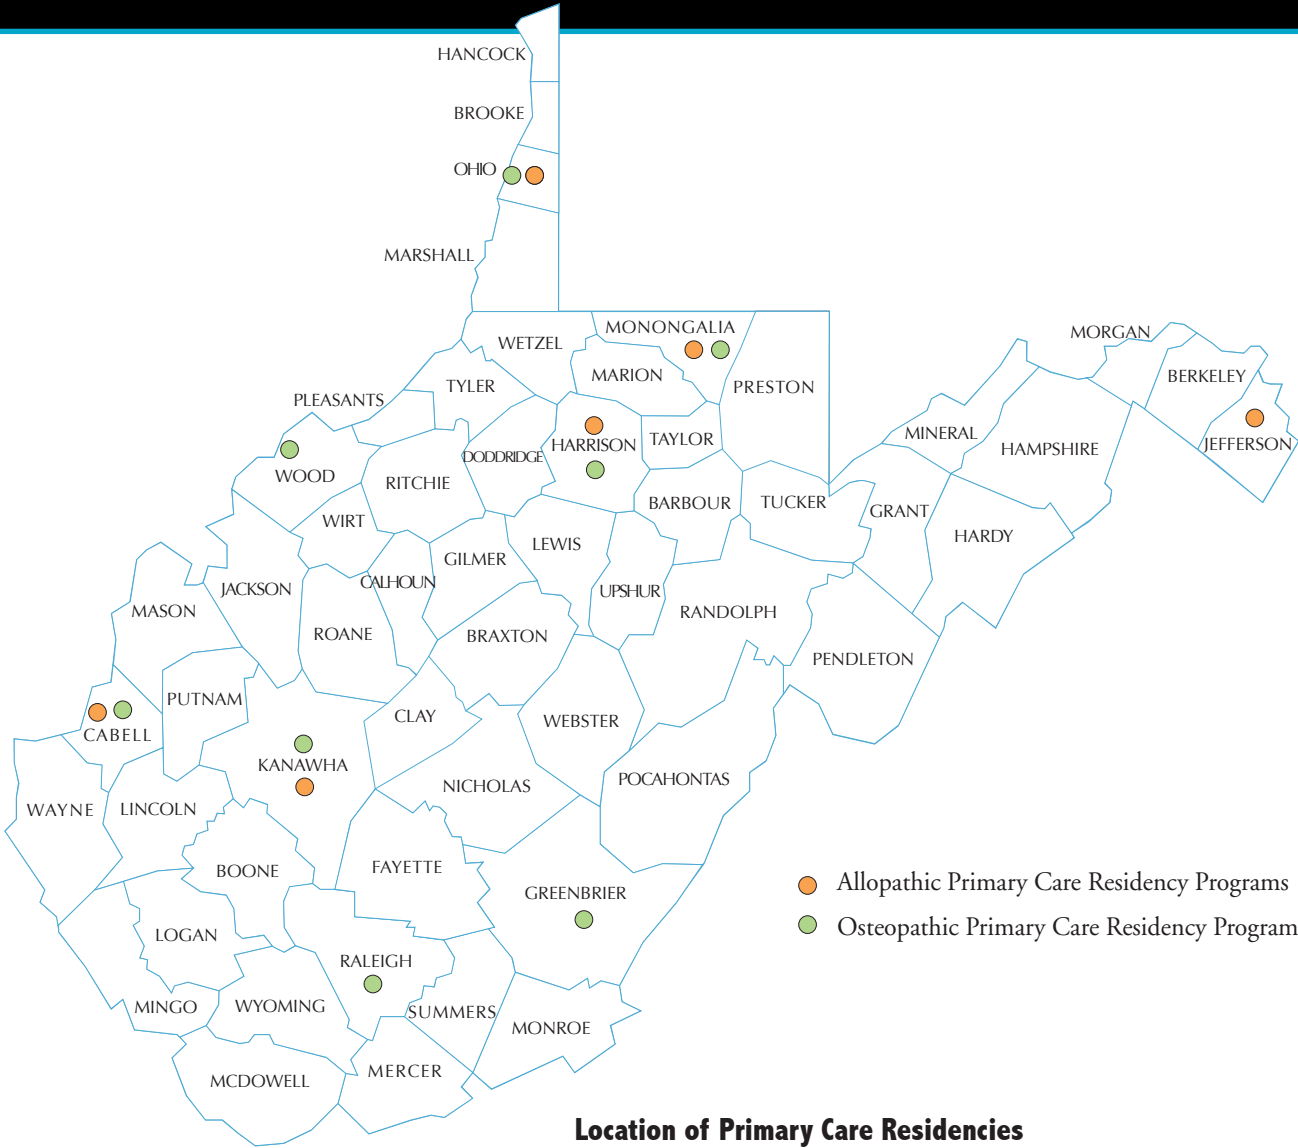 HANCOCK
BROOKE
OHIO
MARSHALL
WETZEL
MONONGALIA
MORGAN
MARION
BERKELEY
TYLER
PRESTON
PLEASANTS
MINERAL
JEFFERSON
HAMPSHIRE
DODDRIDGE
HARRISON
TAYLOR
WOOD
RITCHIE
BARBOUR
TUCKER
GRANT
WIRT
HARDY
LEWIS
GILMER
CALHOUN
UPSHUR
JACKSON
MASON
RANDOLPH
ROANE
BRAXTON
PENDLETON
PUTNAM
CLAY
WEBSTER
CABELL
KANAWHA
POCAHONTAS
NICHOLAS
WAYNE
LINCOLN
FAYETTE
BOONE
GREENBRIER
Allopathic Primary Care Residency Programs
Osteopathic Primary Care Residency Program
LOGAN
RALEIGH
MINGO
WYOMING
SUMMERS
MONROE
MERCER
MCDOWELL
Location of Primary Care Residencies